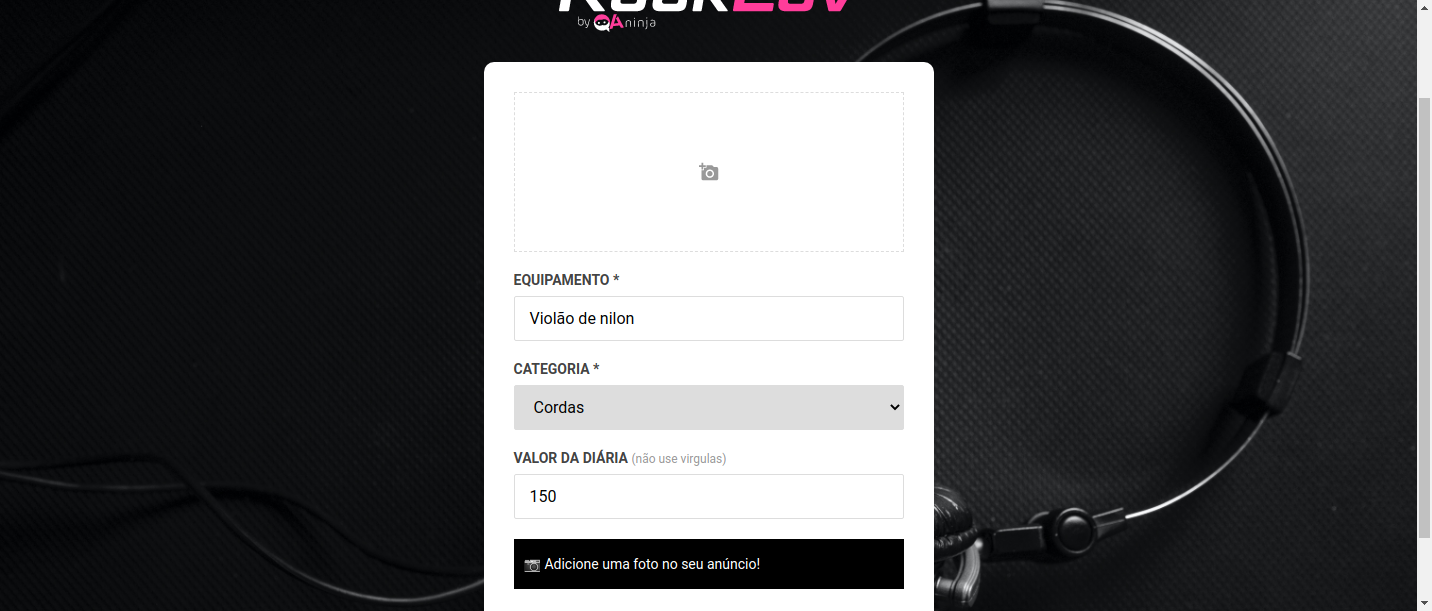 by QAninja
EQUIPAMENTO *
Violão de nilon
CATEGORIA *
Cordas
VALOR DA DIÁRIA (não use virgulas)
150
Adicione uma foto no seu anúncio!